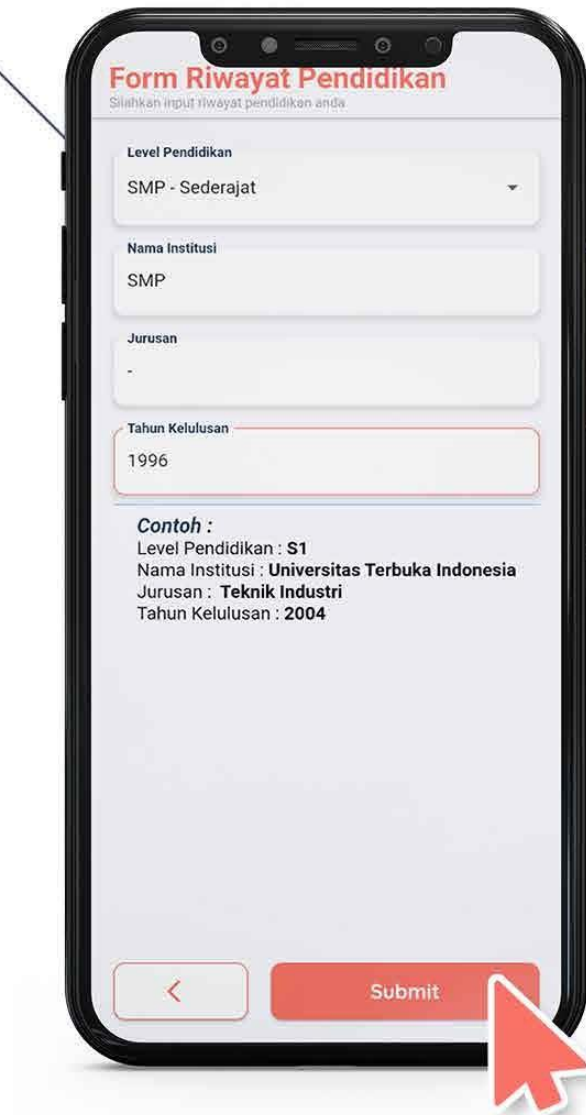 Form Riwayat Pendidikan
Silahkan input riwayat pendidikan anda
Level Pendidikan
SMP - Sederajat
Nama Institusi
SMP
Jurusan
-
Tahun Kelulusan
1996
Contoh :
Level Pendidikan : S1
Nama Institusi : Universitas Terbuka Indonesia
Jurusan : Teknik Industri
Tahun Kelulusan : 2004
<
Submit